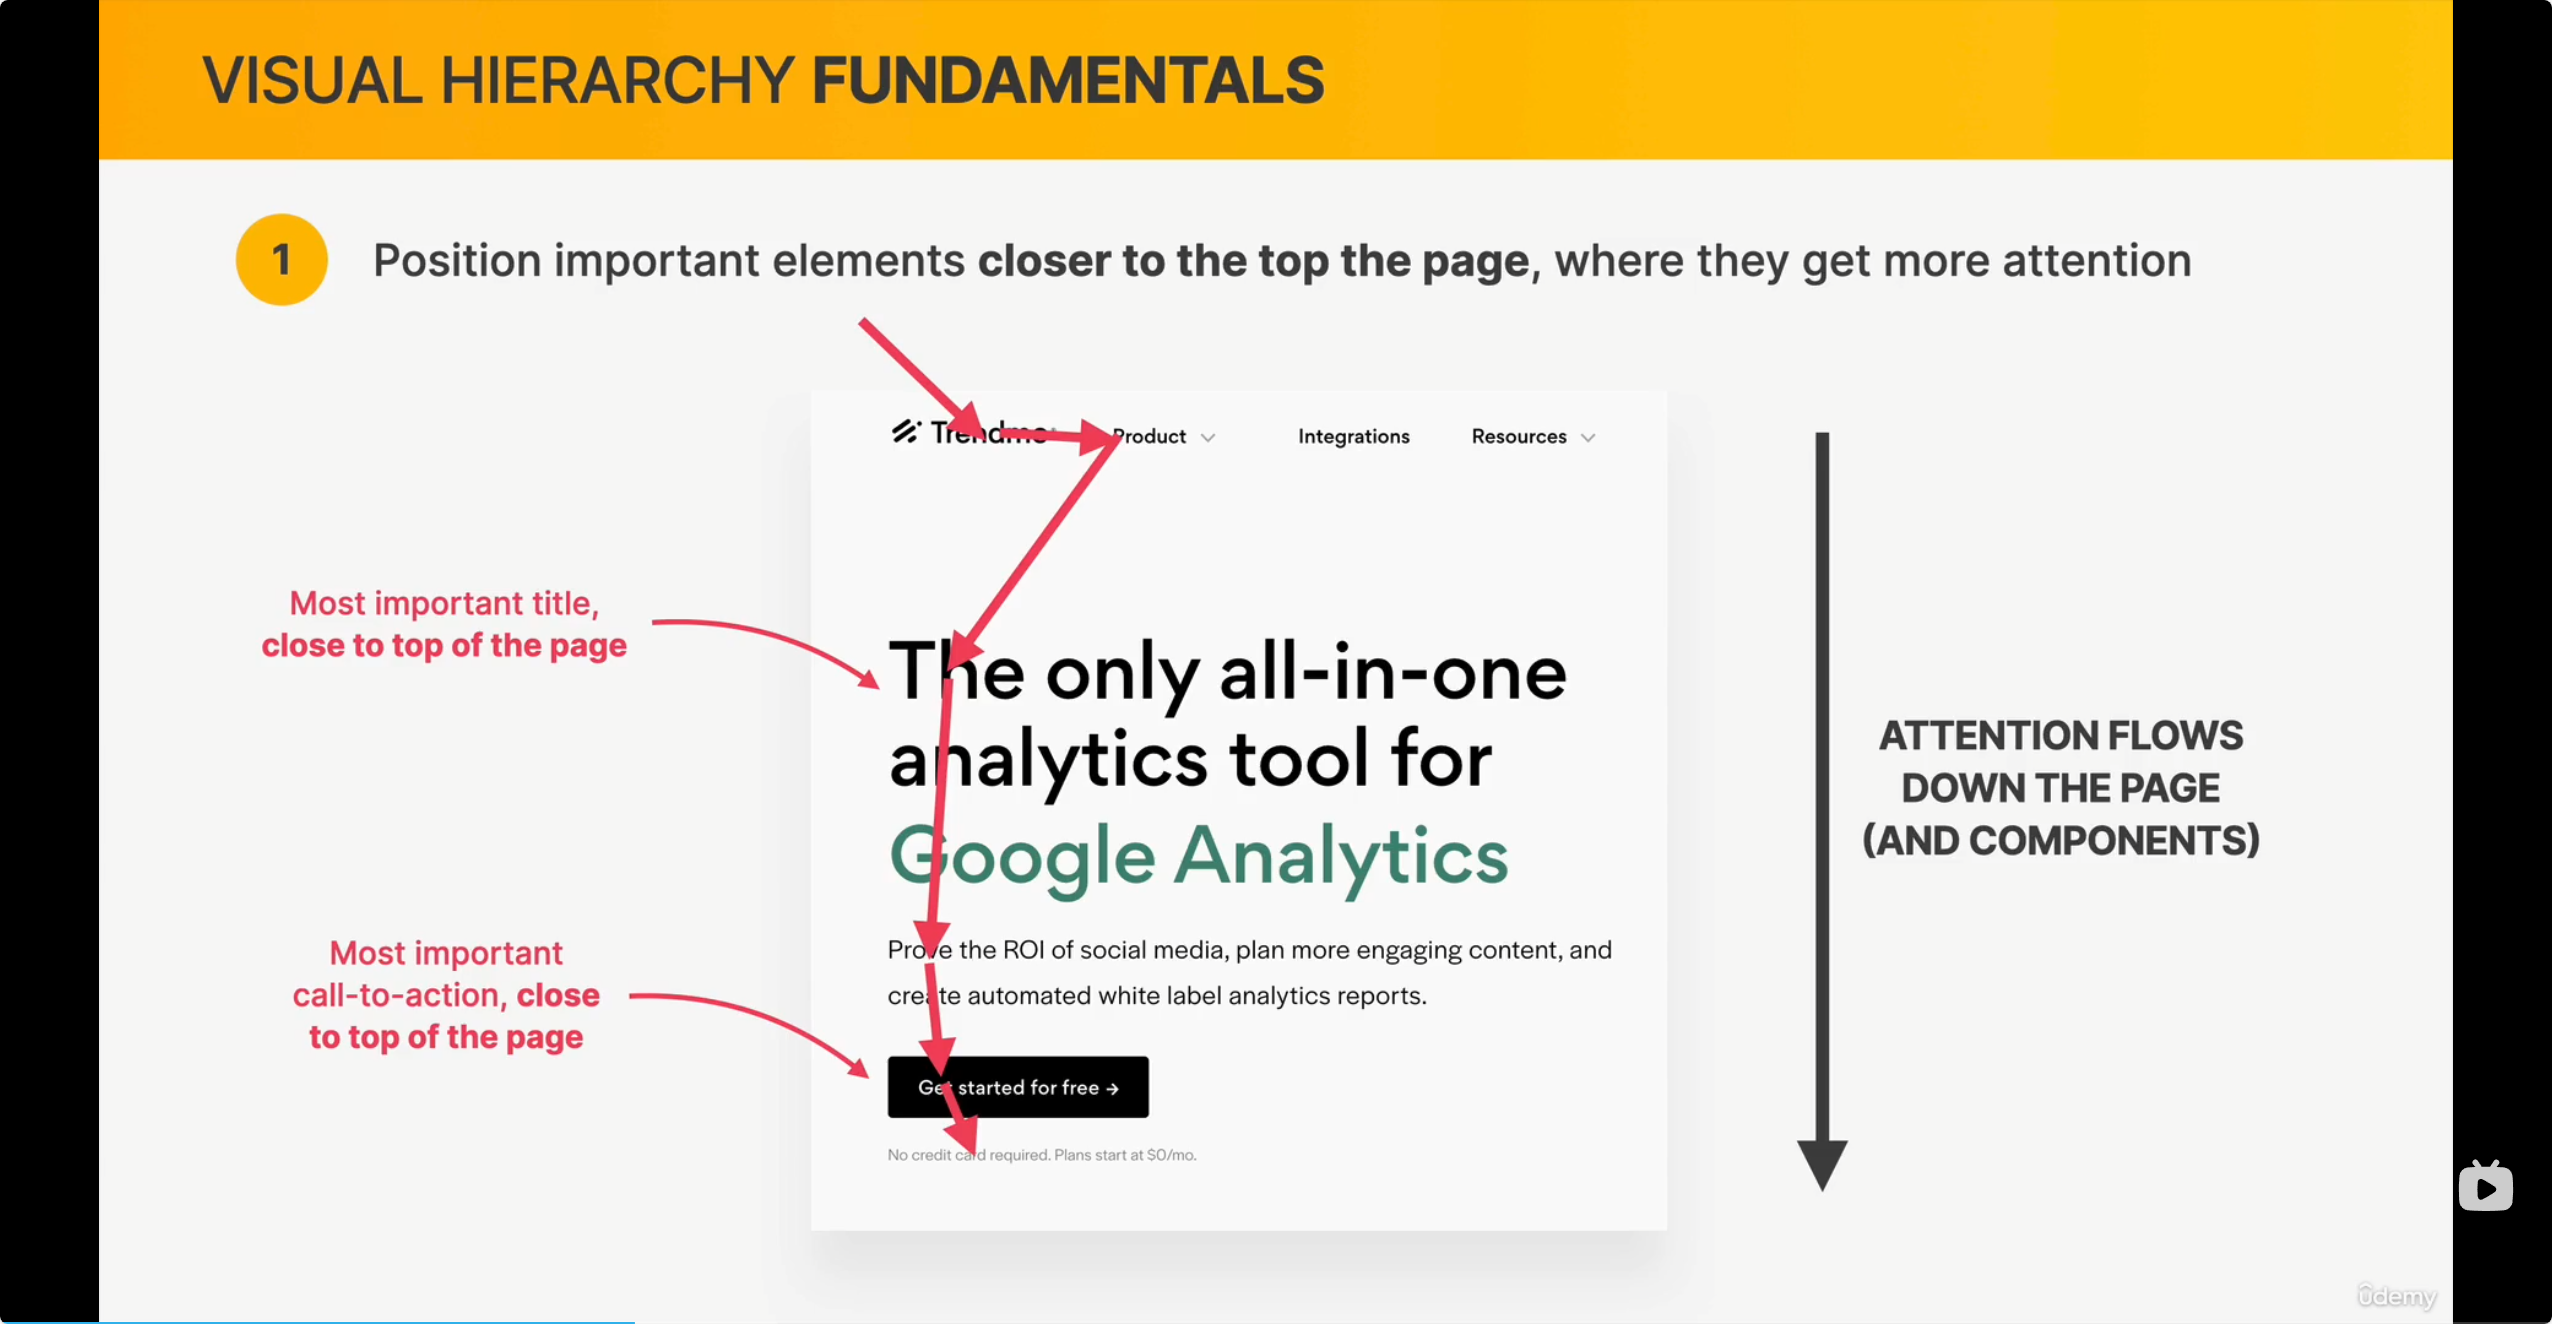 VISUAL HIERARCHY FUNDAMENTALS
1
Position important elements closer to the top the page, where they get more attention
Product
Integrations
Resources
Most important title,
close to top of the page
The only all-in-one
analytics tool for
Google Analytics
ATTENTION FLOWS
DOWN THE PAGE
(AND COMPONENTS)
Prove the ROI of social media, plan more engaging content, and
create automated white label analytics reports.
Most important
call-to-action, close
to top of the page
Get started for free →
No credit card required. Plans start at $0/mo.
ûdemy